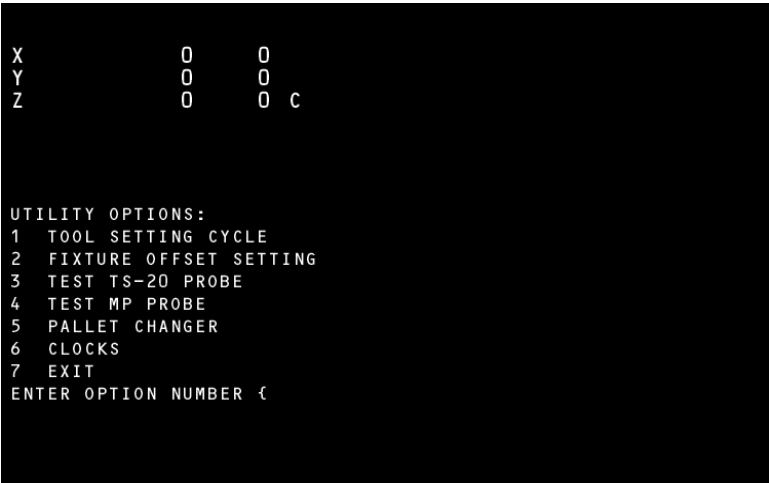 X 0 0
Y 0 0
Z 0 0 C
UTILITY OPTIONS:
1 TOOL SETTING CYCLE
2 FIXTURE OFFSET SETTING
3 TEST TS-20 PROBE
4 TEST MP PROBE
5 PALLET CHANGER
6 CLOCKS
7 EXIT
ENTER OPTION NUMBER {